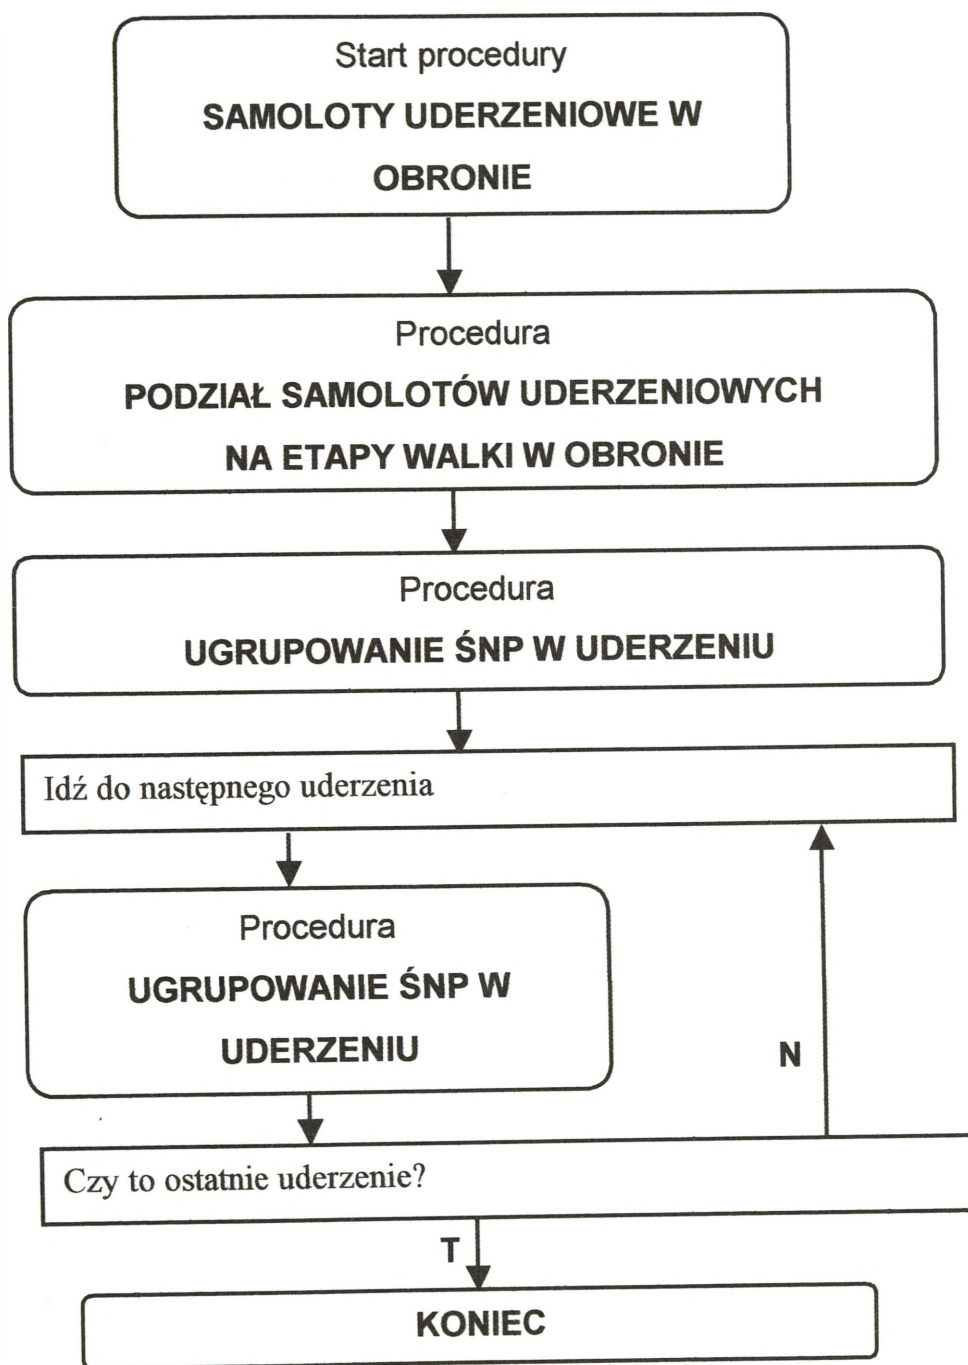 Start procedury
SAMOLOTY UDERZENIOWE W
OBRONIE
Procedura
PODZIAŁ SAMOLOTÓW UDERZENIOWYCH
NA ETAPY WALKI W OBRONIE
Procedura
UGRUPOWANIE ŚNP W UDERZENIU
Idź do następnego uderzenia
Procedura
UGRUPOWANIE ŚNP W
UDERZENIU
N
Czy to ostatnie uderzenie?
T
KONIEC